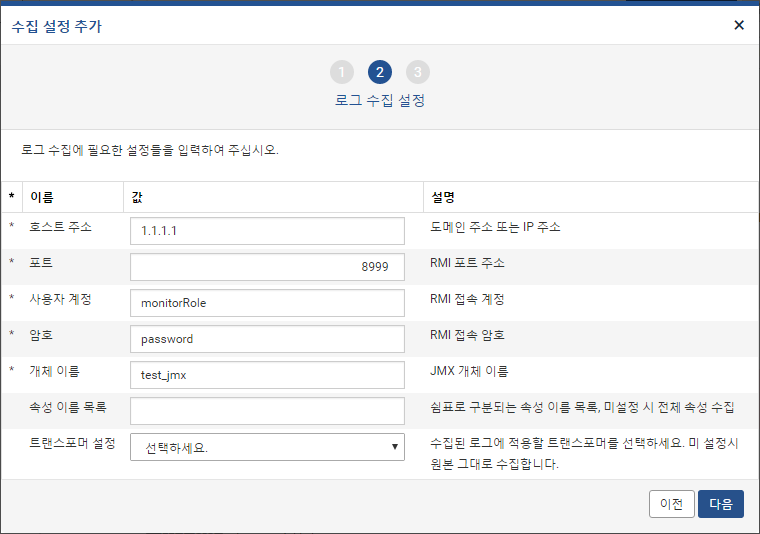 수집 설정 추가 ×
1 2 3
로그 수집 설정
로그 수집에 필요한 설정들을 입력하여 주십시오.
* 이름 값 설명
* 호스트 주소 1.1.1.1 도메인 주소 또는 IP 주소
* 포트 8999 RMI 포트 주소
* 사용자 계정 monitorRole RMI 접속 계정
* 암호 password RMI 접속 암호
* 개체 이름 test_jmx JMX 개체 이름
속성 이름 목록 쉼표로 구분되는 속성 이름 목록, 미설정 시 전체 속성 수집
트랜스포머 설정 선택하세요. ▼ 수집된 로그에 적용할 트랜스포머를 선택하세요. 미 설정시
원본 그대로 수집합니다.
이전 다음